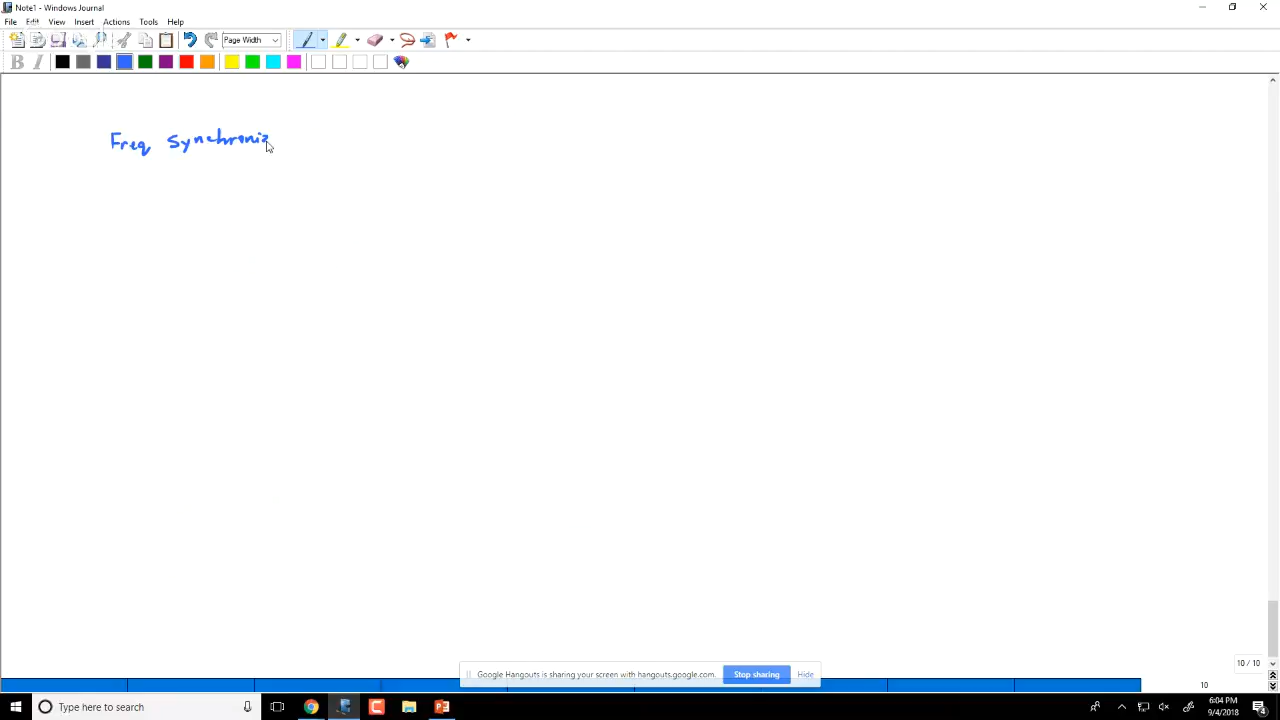 Note1 - Windows Journal
File Edit View Insert Actions Tools Help
Page Width
B I
Freq Synchroniz
10 / 10
Google Hangouts is sharing your screen with hangouts.google.com. Stop sharing Hide
10
Type here to search
6:04 PM
9/4/2018
4